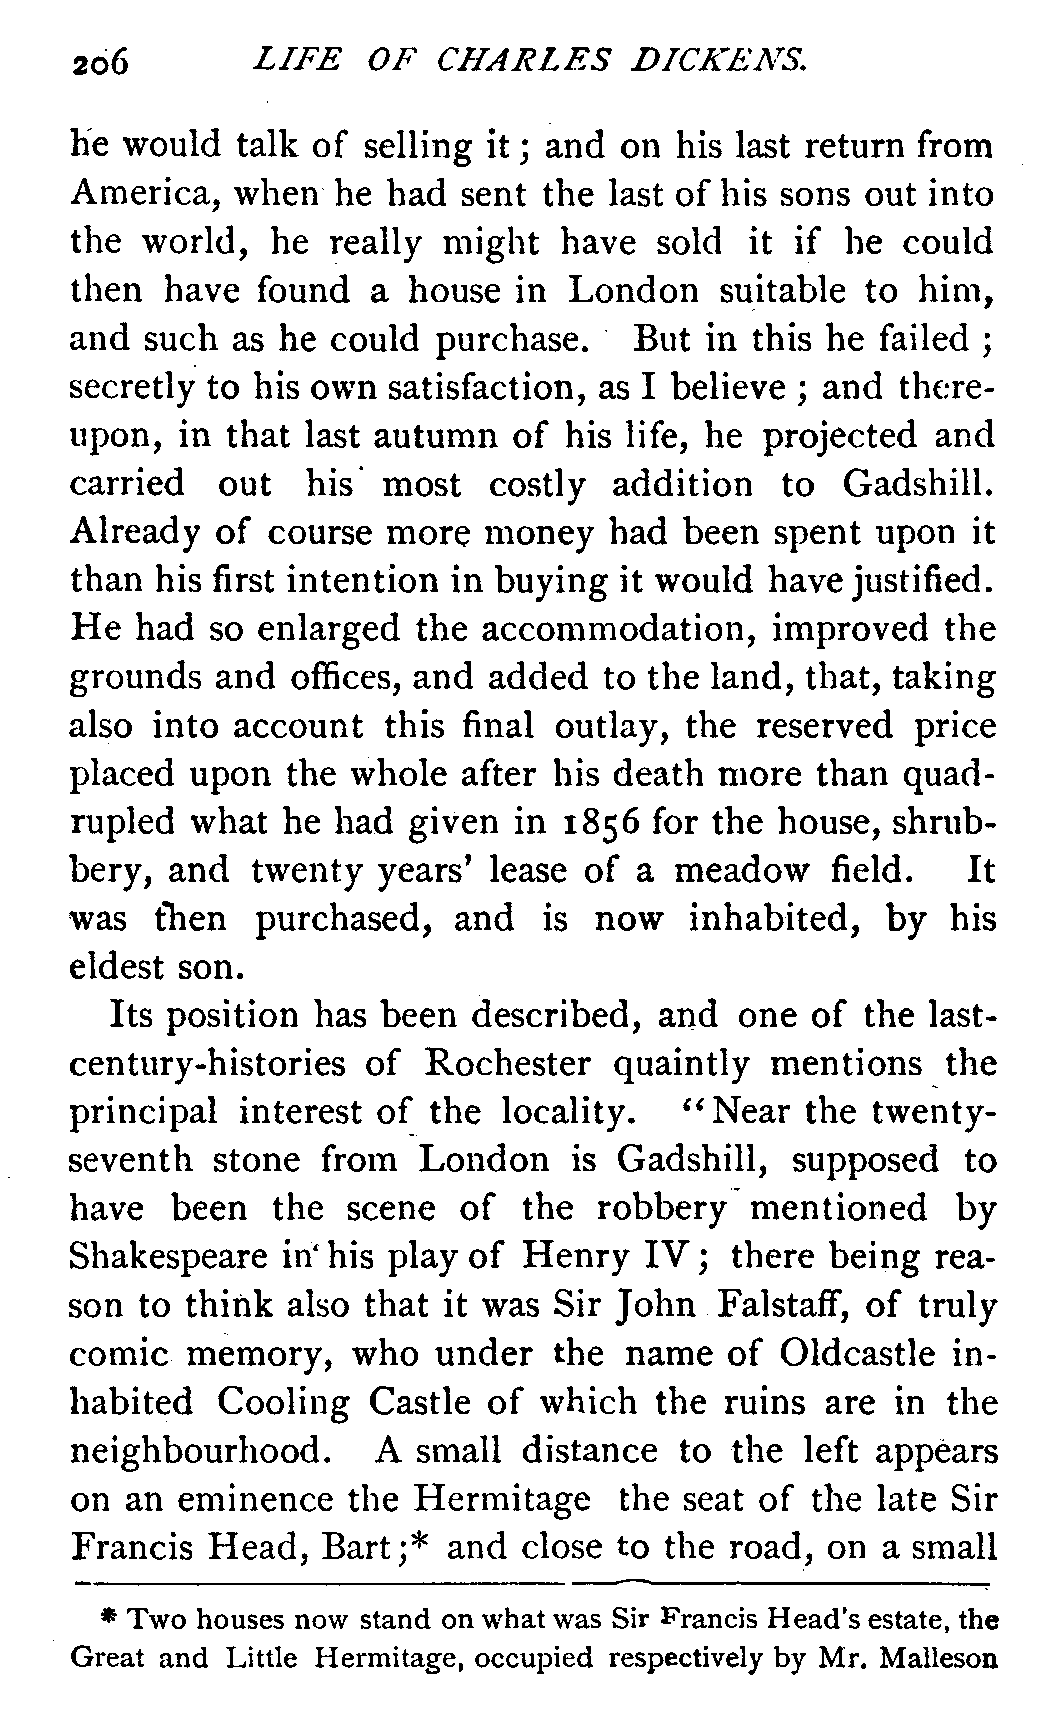 206 LIFE OF CHARLES DICKENS.
he would talk of selling it ; and on his last return from
America, when he had sent the last of his sons out into
the world, he really might have sold it if he could
then have found a house in London suitable to him,
and such as he could purchase. But in this he failed ;
secretly to his own satisfaction, as I believe ; and there-
upon, in that last autumn of his life, he projected and
carried out his most costly addition to Gadshill.
Already of course more money had been spent upon it
than his first intention in buying it would have justified.
He had so enlarged the accommodation, improved the
grounds and offices, and added to the land, that, taking
also into account this final outlay, the reserved price
placed upon the whole after his death more than quad-
rupled what he had given in 1856 for the house, shrub-
bery, and twenty years' lease of a meadow field. It
was then purchased, and is now inhabited, by his
eldest son.
Its position has been described, and one of the last-
century-histories of Rochester quaintly mentions the
principal interest of the locality. "Near the twenty-
seventh stone from London is Gadshill, supposed to
have been the scene of the robbery mentioned by
Shakespeare in his play of Henry IV ; there being rea-
son to think also that it was Sir John Falstaff, of truly
comic memory, who under the name of Oldcastle in-
habited Cooling Castle of which the ruins are in the
neighbourhood. A small distance to the left appears
on an eminence the Hermitage the seat of the late Sir
Francis Head, Bart ;* and close to the road, on a small
* Two houses now stand on what was Sir Francis Head's estate, the
Great and Little Hermitage, occupied respectively by Mr. Malleson